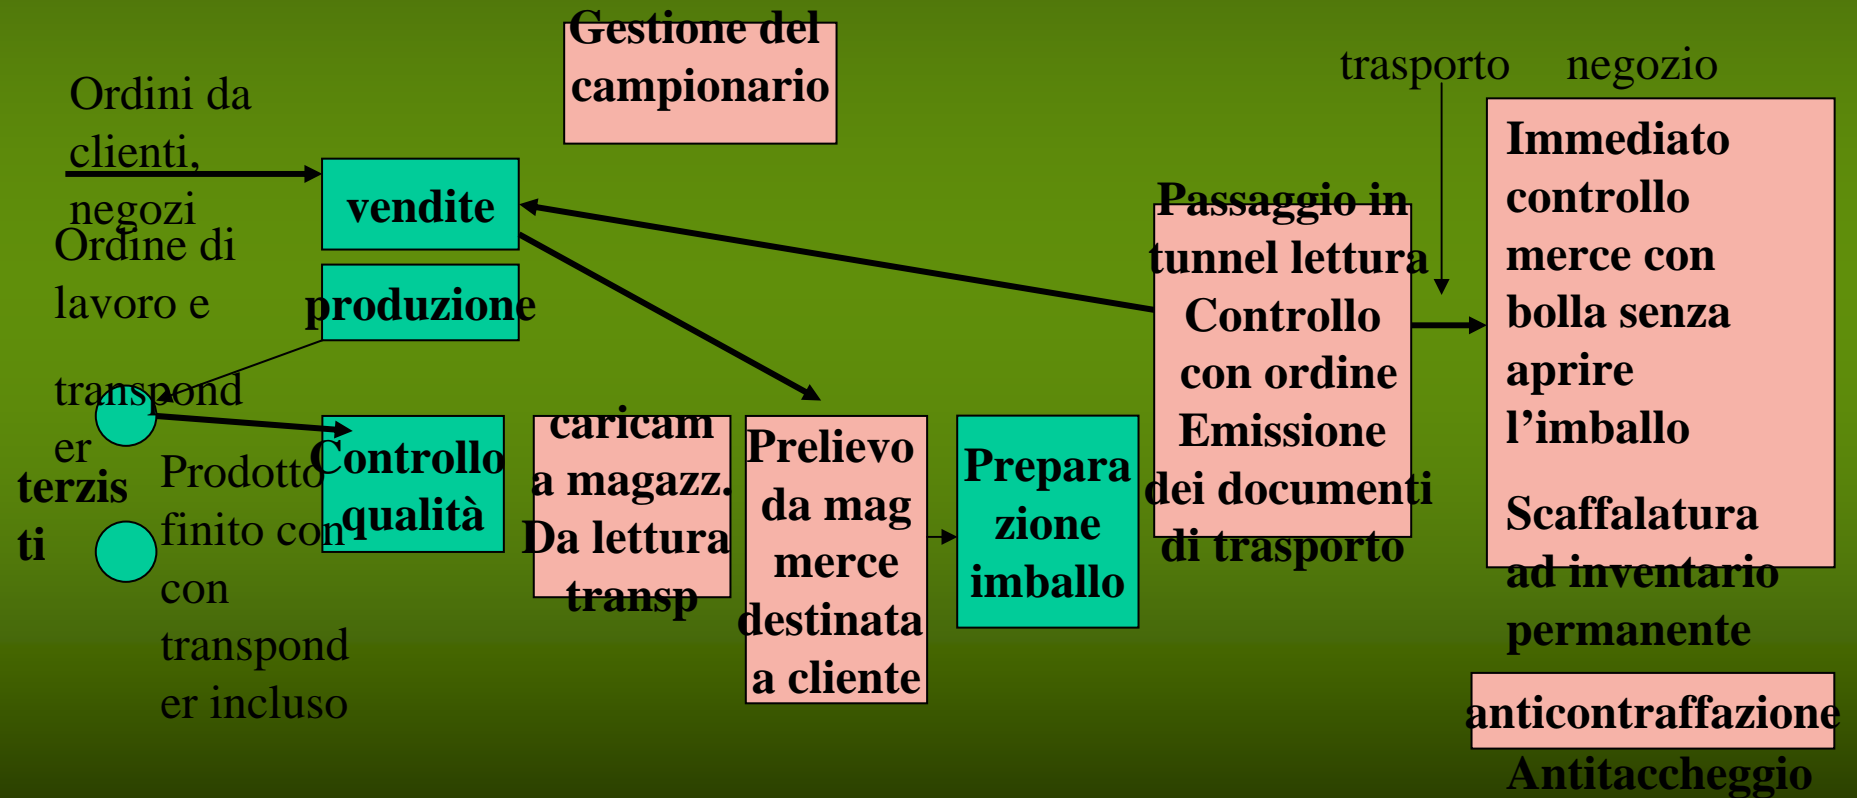 Gestione del
campionario
trasporto
negozio
Ordini da
clienti,
negozi
vendite
Ordine di
lavoro e
transpond
er
produzione
terzis
ti
Prodotto
finito con
con
transpond
er incluso
Controllo
qualità
caricam
a magazz.
Da lettura
transp
Prelievo
da mag
merce
destinata
a cliente
Prepara
zione
imballo
Passaggio in
tunnel lettura
Controllo
con ordine
Emissione
dei documenti
di trasporto
Immediato
controllo
merce con
bolla senza
aprire
l’imballo
Scaffalatura
ad inventario
permanente
anticontraffazione
Antitaccheggio